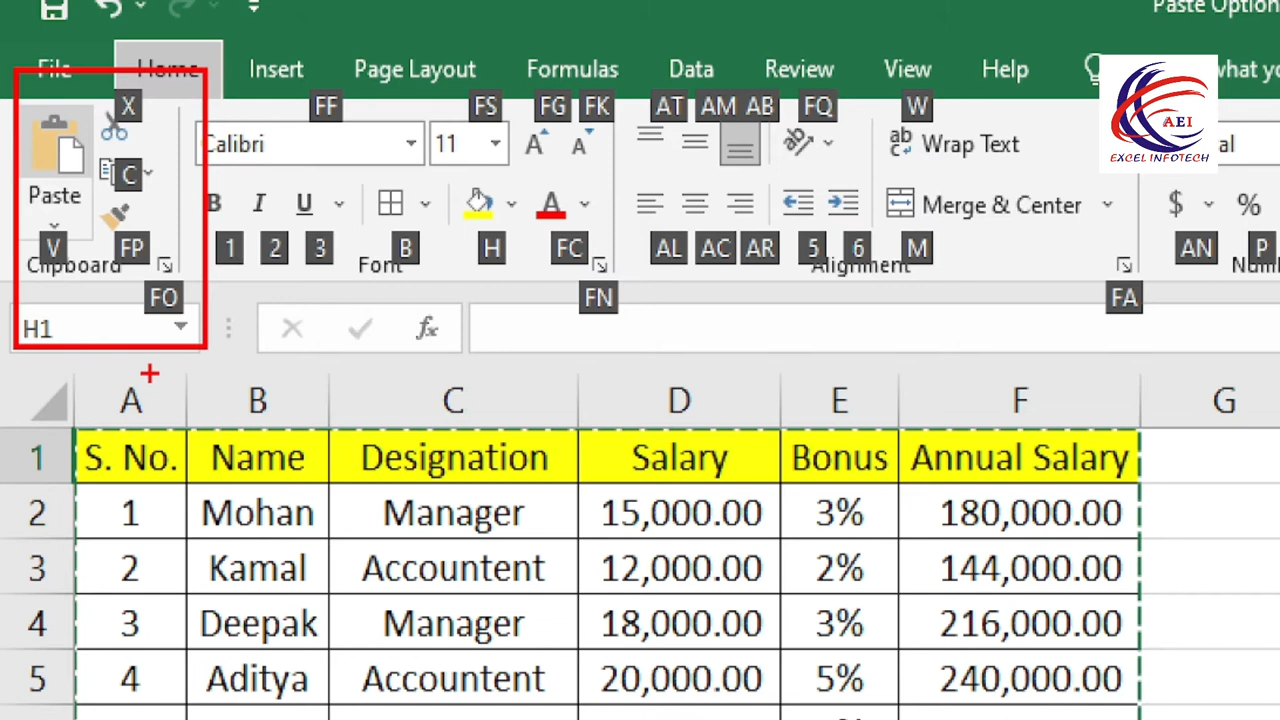 Paste Option
File Home Insert Page Layout Formulas Data Review View Help what yo
X FF FS FG FK AT AM AB FQ W
Calibri 11 Wrap Text al
AEI
EXCEL INFOTECH
C
Paste B I U A Merge & Center $ %
V FP 1 2 3 B H FC AL AC AR 5 6 M AN P
Clipboard Font Alignment Num
FO FN FA
H1 fx
A B C D E F G
1 S. No. Name Designation Salary Bonus Annual Salary
2 1 Mohan Manager 15,000.00 3% 180,000.00
3 2 Kamal Accountent 12,000.00 2% 144,000.00
4 3 Deepak Manager 18,000.00 3% 216,000.00
5 4 Aditya Accountent 20,000.00 5% 240,000.00